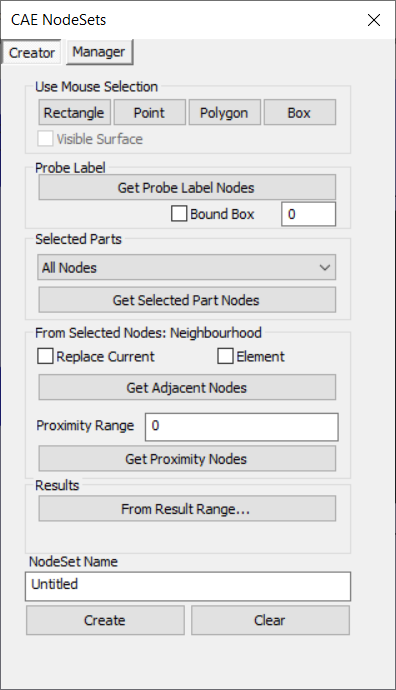 CAE NodeSets
Creator Manager
Use Mouse Selection
Rectangle Point Polygon Box
Visible Surface
Probe Label
Get Probe Label Nodes
Bound Box 0
Selected Parts
All Nodes
Get Selected Part Nodes
From Selected Nodes: Neighbourhood
Replace Current Element
Get Adjacent Nodes
Proximity Range 0
Get Proximity Nodes
Results
From Result Range...
NodeSet Name
Untitled
Create Clear